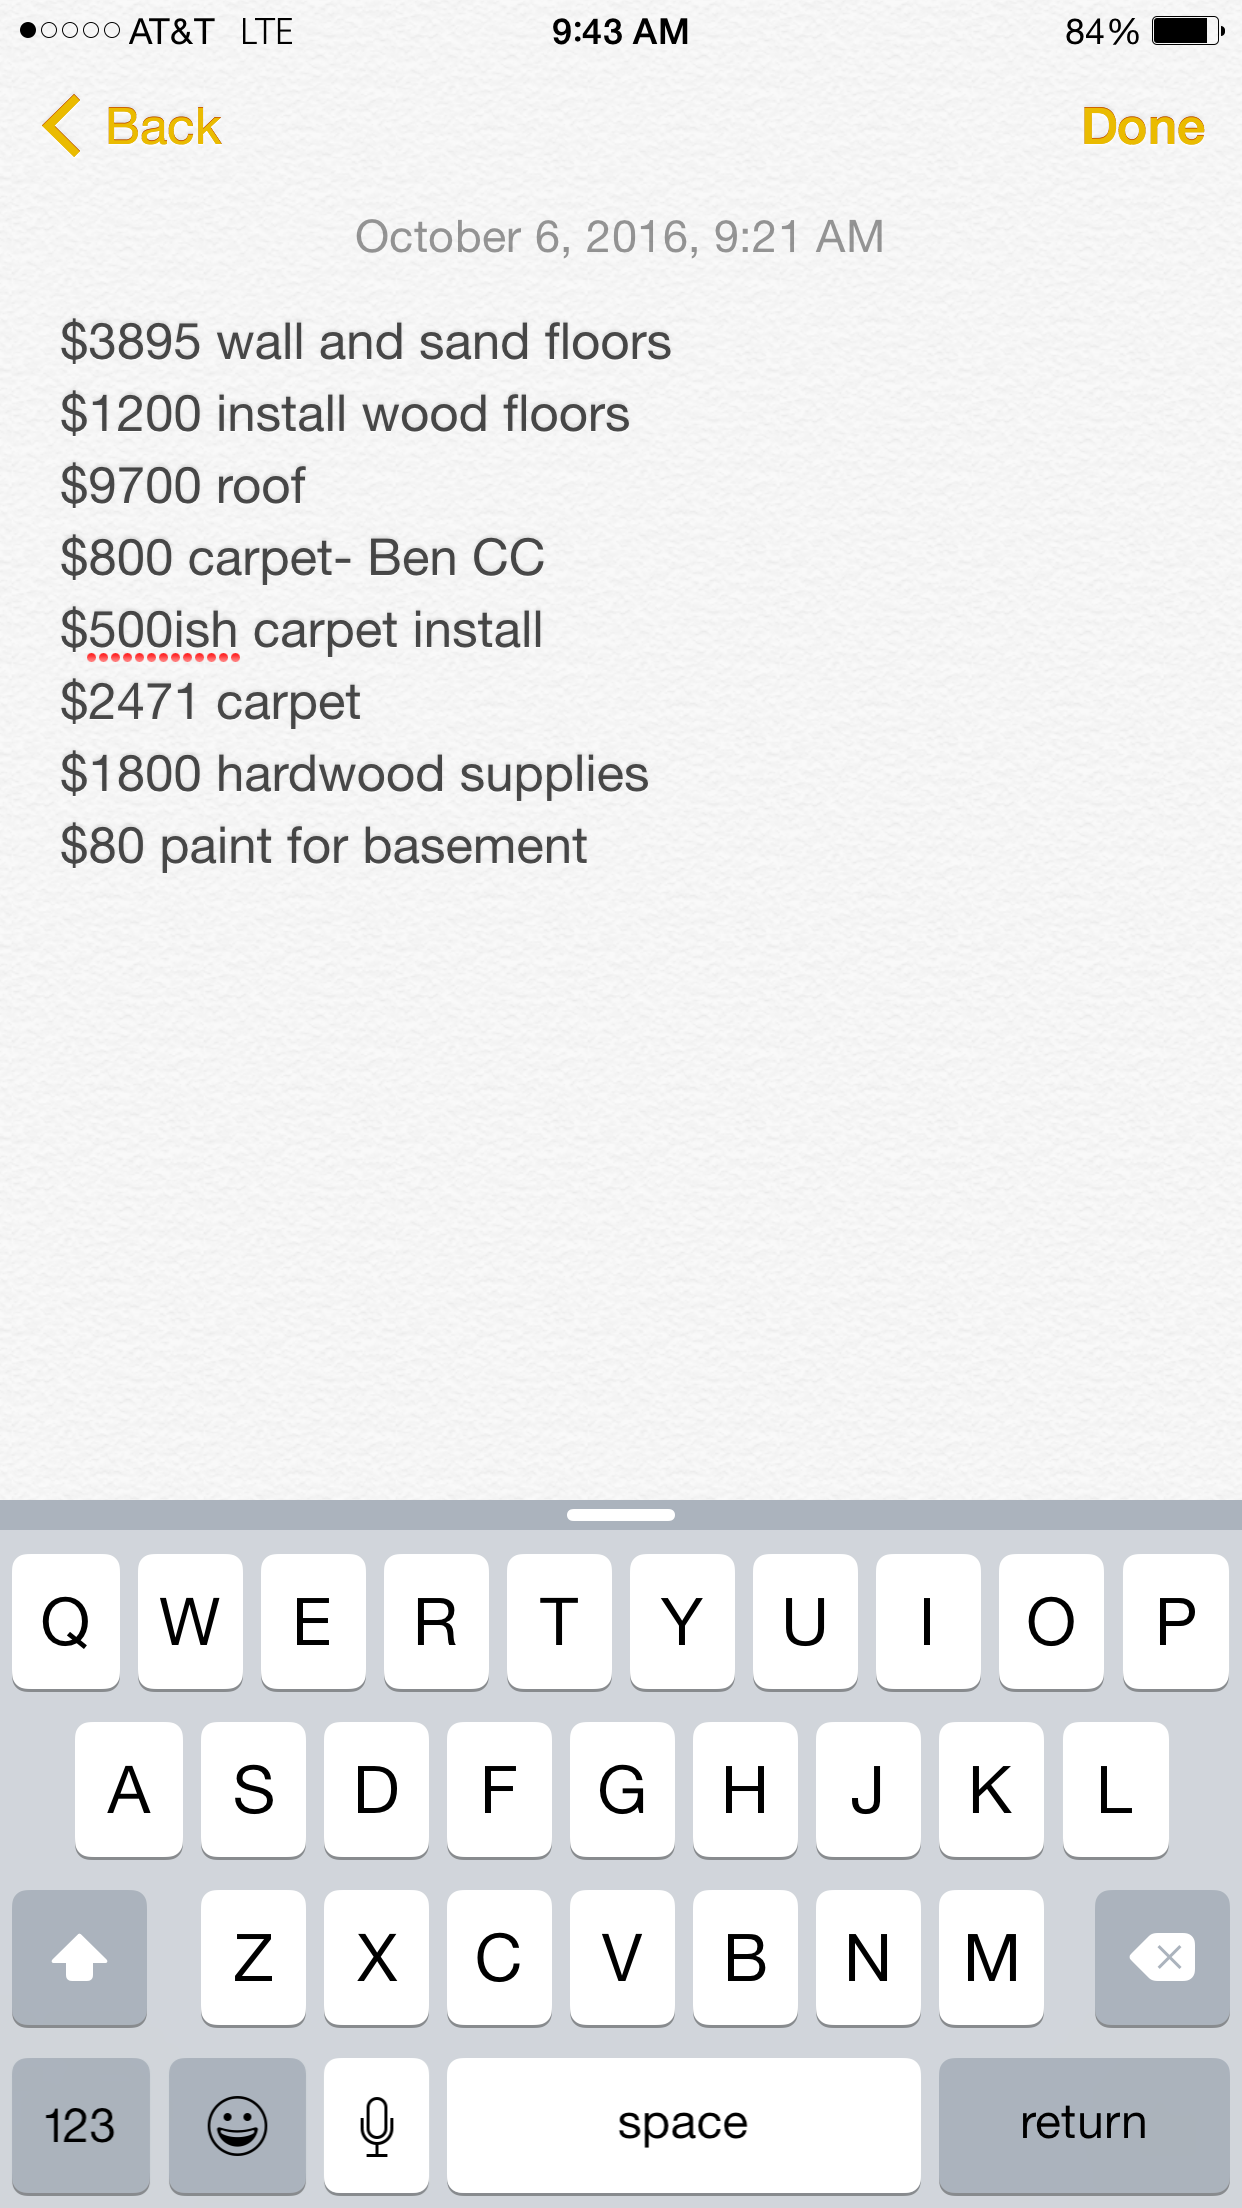 AT&T LTE 9:43 AM 84%
Back Done
October 6, 2016, 9:21 AM
$3895 wall and sand floors
$1200 install wood floors
$9700 roof
$800 carpet- Ben CC
$500ish carpet install
$2471 carpet
$1800 hardwood supplies
$80 paint for basement
Q W E R T Y U I O P
A S D F G H J K L
Z X C V B N M
123 space return